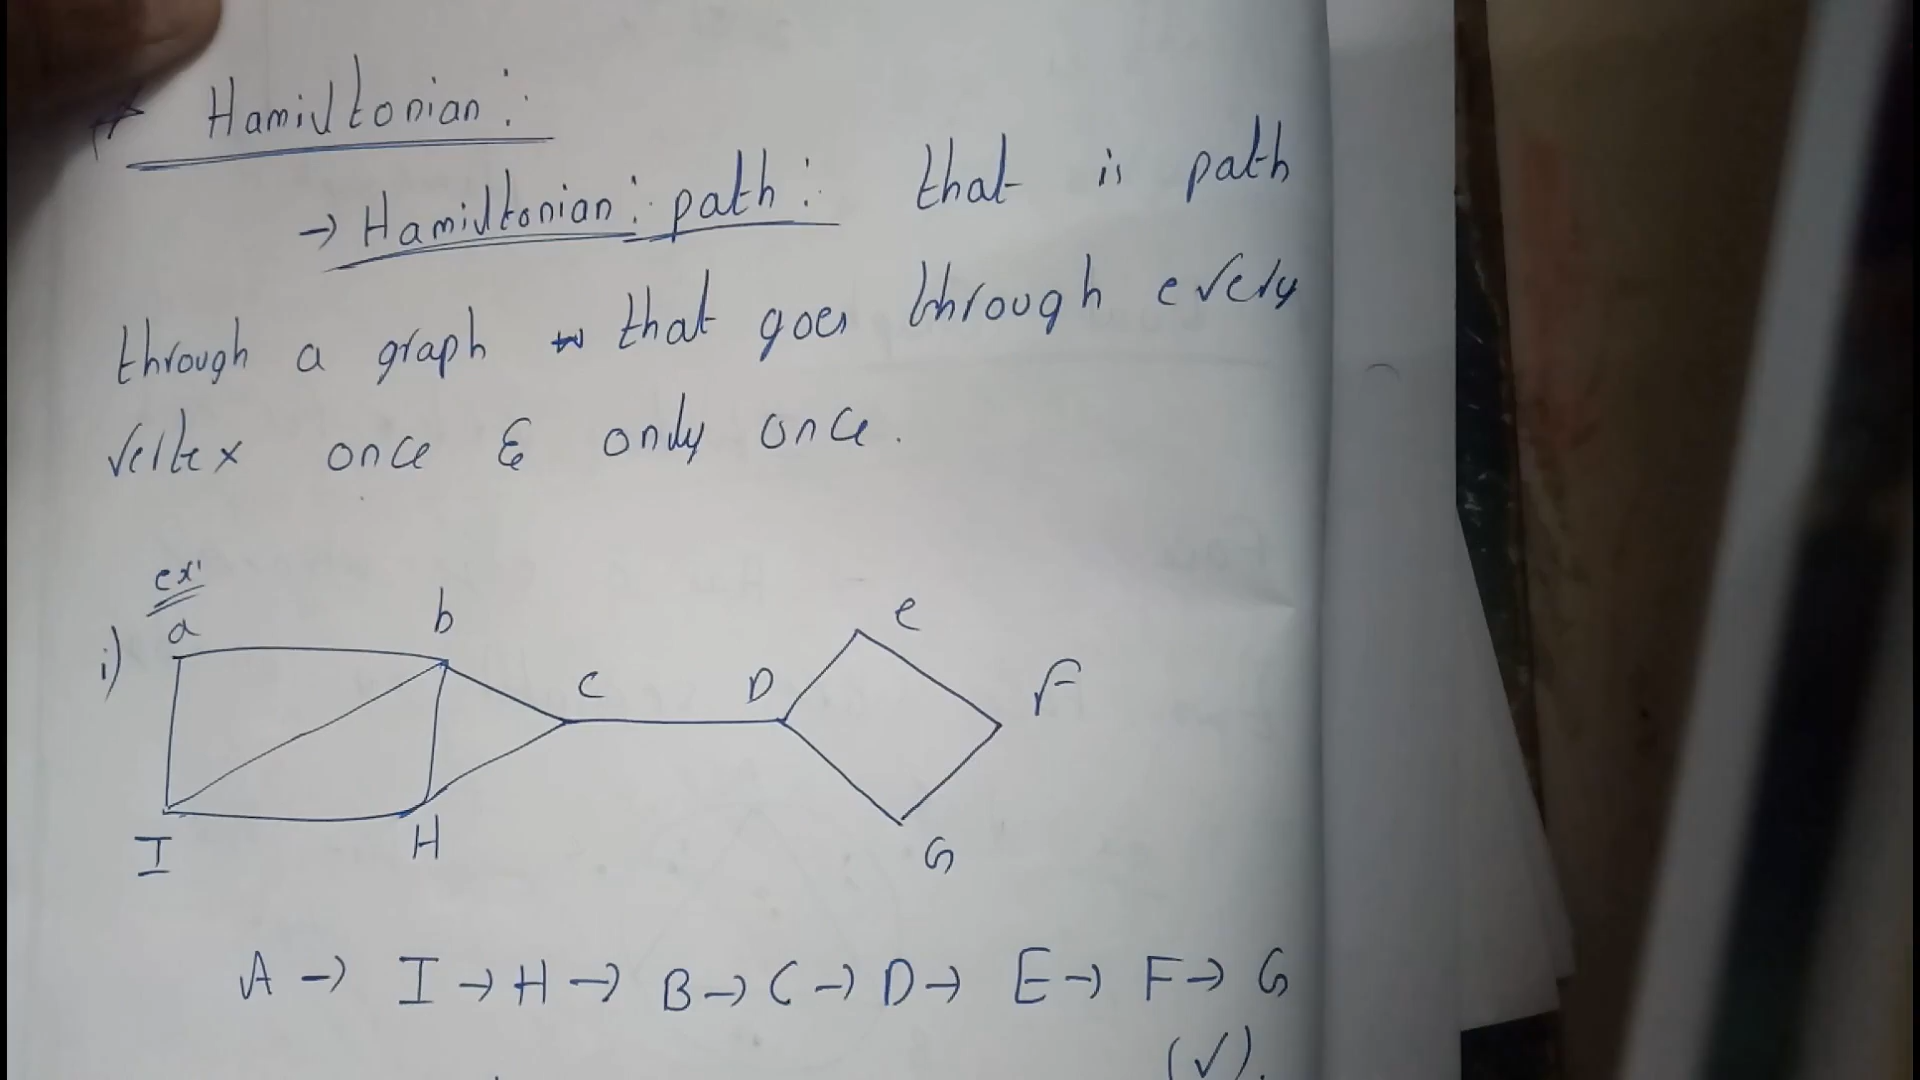 Hamiltonian :
→ Hamiltonian : path : that is path
through a graph that goes through every
vertex once & only once.
ex:
i) a b C D e F
I H G
A → I → H → B → C → D → E → F → G
(✓).